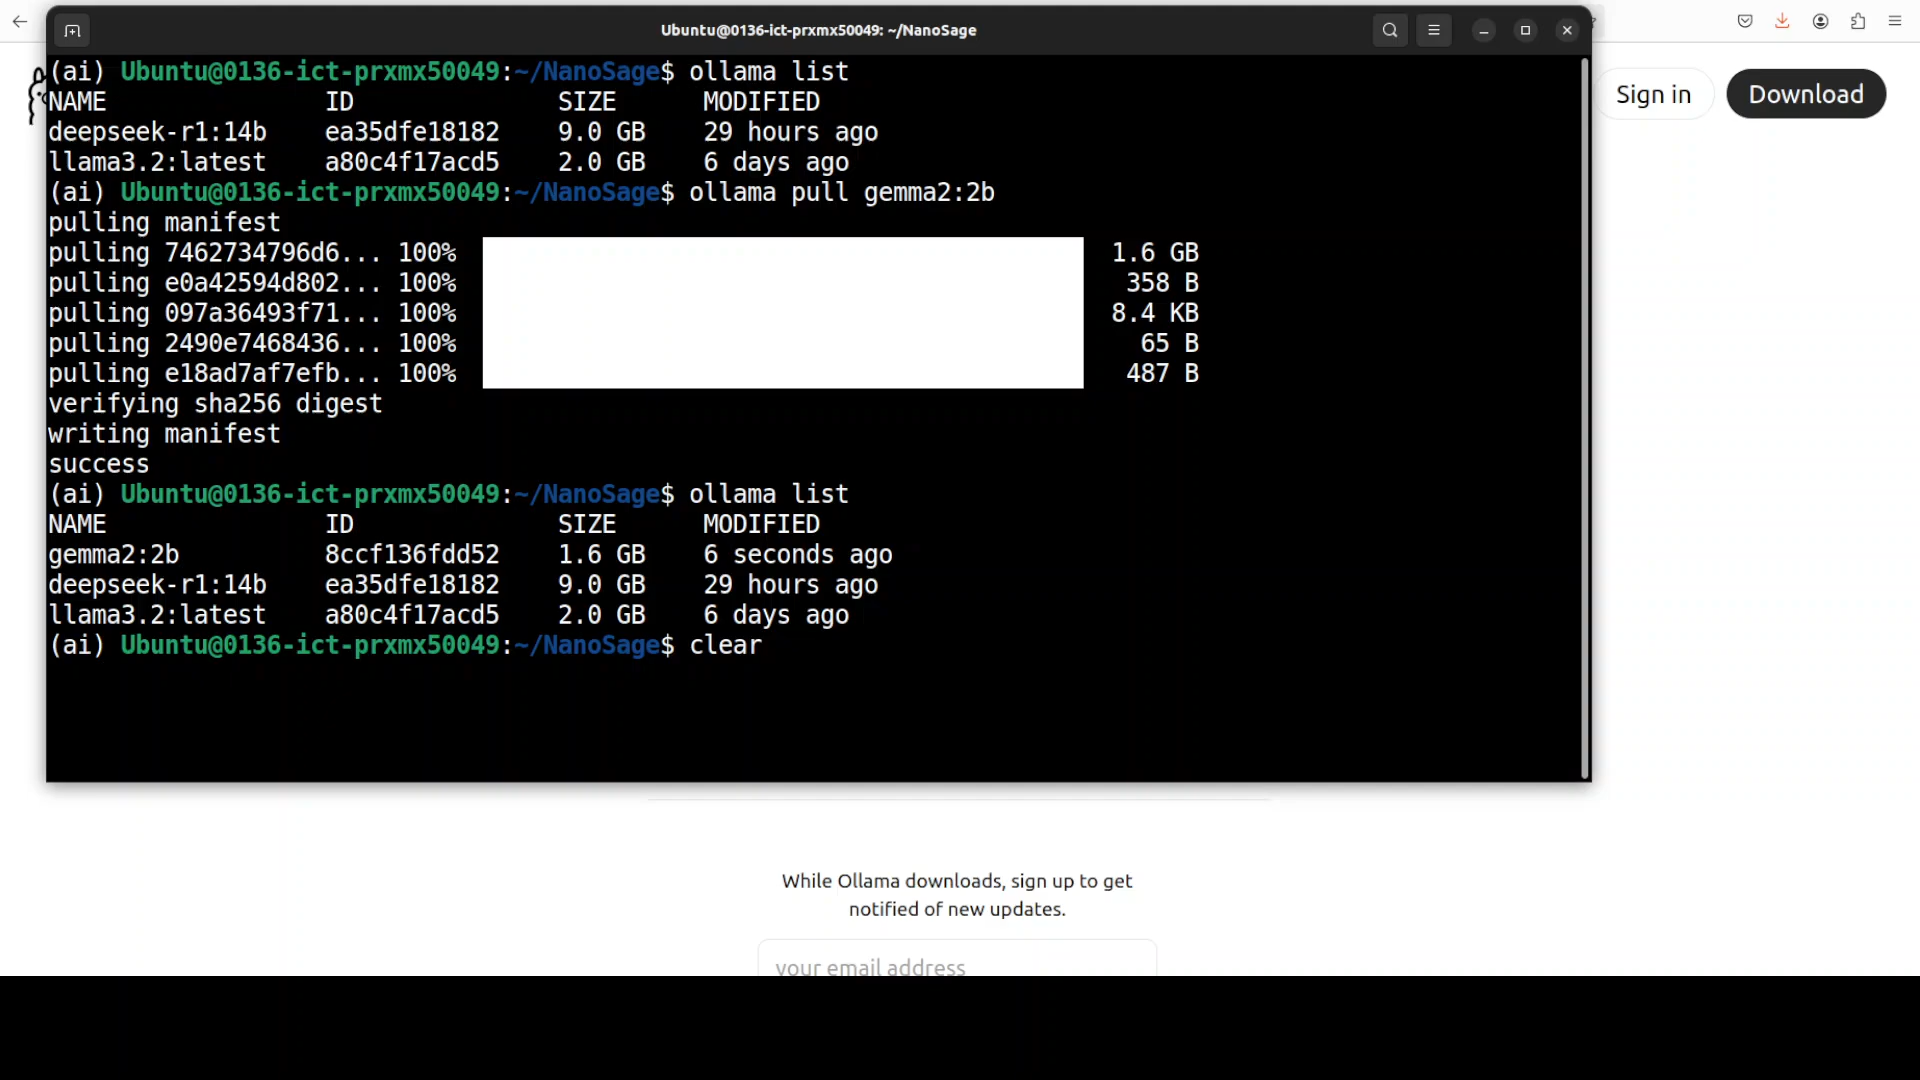 Ubuntu@0136-ict-prxmx50049: ~/NanoSage
(ai) Ubuntu@0136-ict-prxmx50049:~/NanoSage$ ollama list
NAME ID SIZE MODIFIED
deepseek-r1:14b ea35dfe18182 9.0 GB 29 hours ago
llama3.2:latest a80c4f17acd5 2.0 GB 6 days ago
(ai) Ubuntu@0136-ict-prxmx50049:~/NanoSage$ ollama pull gemma2:2b
pulling manifest
pulling 7462734796d6... 100% 1.6 GB
pulling e0a42594d802... 100% 358 B
pulling 097a36493f71... 100% 8.4 KB
pulling 2490e7468436... 100% 65 B
pulling e18ad7af7efb... 100% 487 B
verifying sha256 digest
writing manifest
success
(ai) Ubuntu@0136-ict-prxmx50049:~/NanoSage$ ollama list
NAME ID SIZE MODIFIED
gemma2:2b 8ccf136fdd52 1.6 GB 6 seconds ago
deepseek-r1:14b ea35dfe18182 9.0 GB 29 hours ago
llama3.2:latest a80c4f17acd5 2.0 GB 6 days ago
(ai) Ubuntu@0136-ict-prxmx50049:~/NanoSage$ clear
Sign in
Download
While Ollama downloads, sign up to get
notified of new updates.
your email address